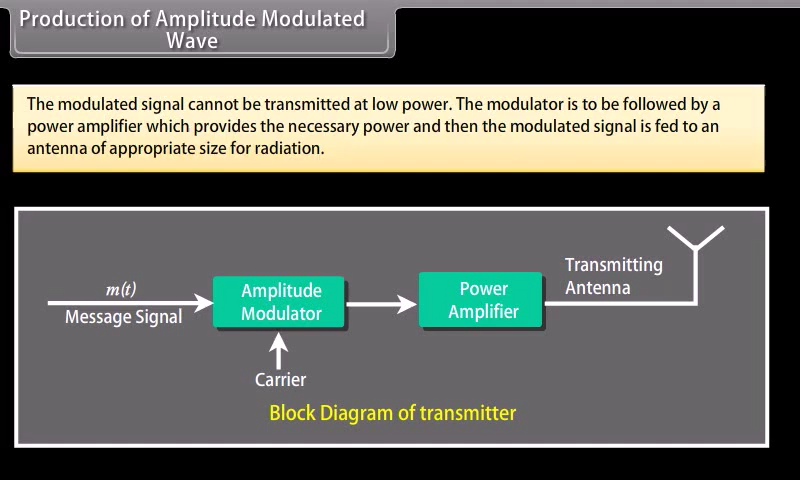 Production of Amplitude Modulated
Wave
The modulated signal cannot be transmitted at low power. The modulator is to be followed by a
power amplifier which provides the necessary power and then the modulated signal is fed to an
antenna of appropriate size for radiation.
m(t)
Message Signal
Amplitude
Modulator
Carrier
Power
Amplifier
Transmitting
Antenna
Block Diagram of transmitter